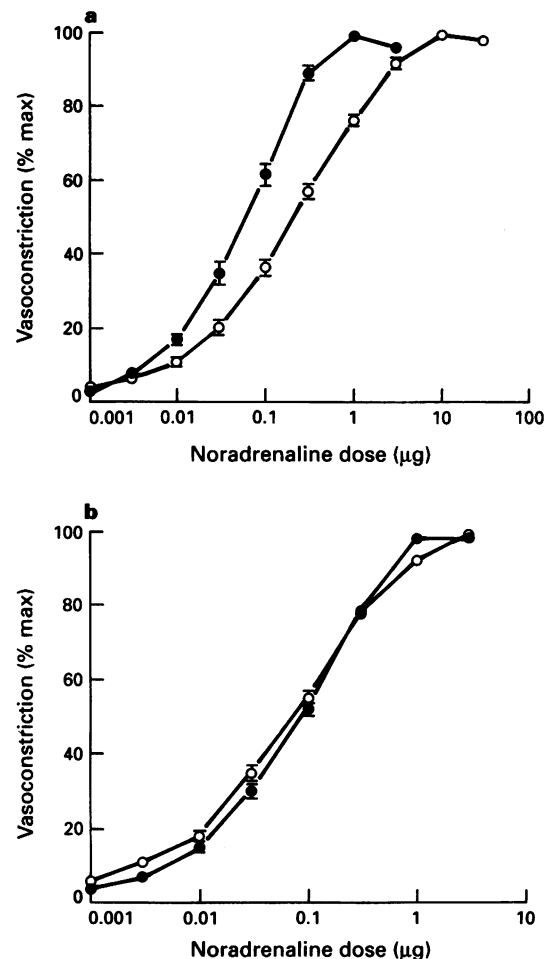 a
Vasoconstriction (% max)
100
80
60
40
20
0
0.001 0.01 0.1 1 10 100
Noradrenaline dose (μg)
b
Vasoconstriction (% max)
100
80
60
40
20
0
0.001 0.01 0.1 1 10
Noradrenaline dose (μg)